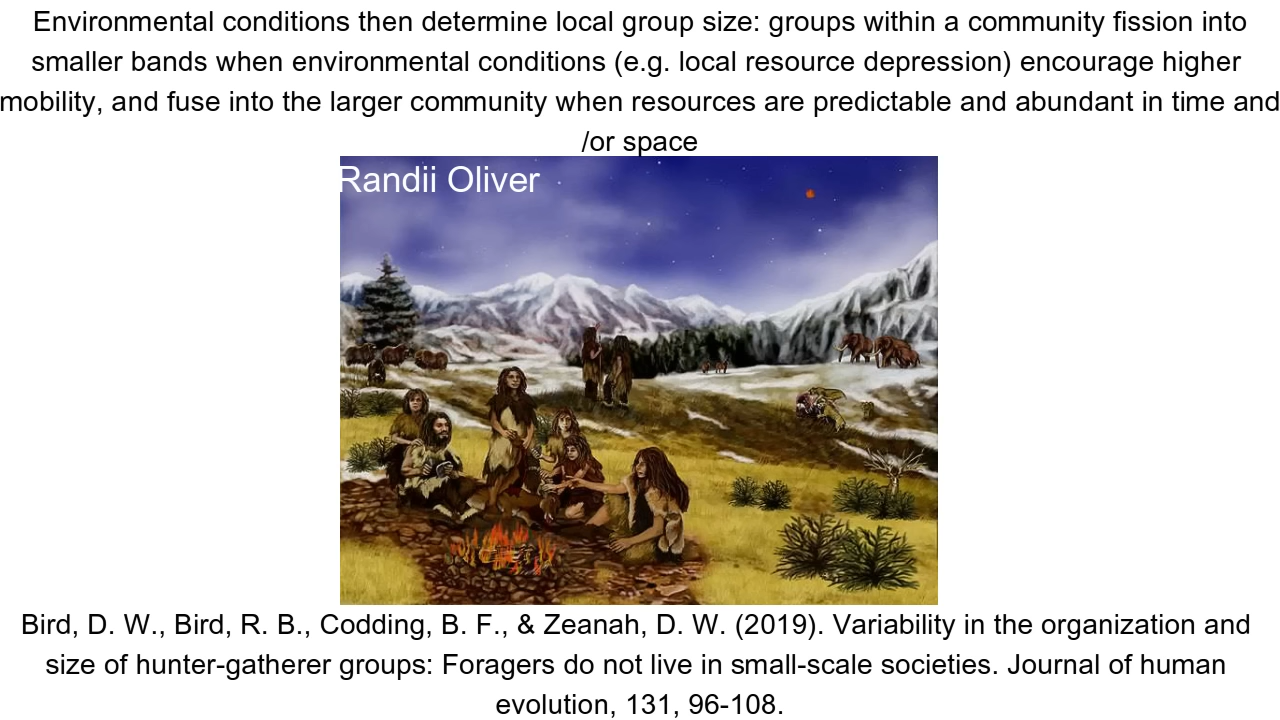 Environmental conditions then determine local group size: groups within a community fission into
smaller bands when environmental conditions (e.g. local resource depression) encourage higher
mobility, and fuse into the larger community when resources are predictable and abundant in time and
/or space
Randii Oliver
Bird, D. W., Bird, R. B., Codding, B. F., & Zeanah, D. W. (2019). Variability in the organization and
size of hunter-gatherer groups: Foragers do not live in small-scale societies. Journal of human
evolution, 131, 96-108.